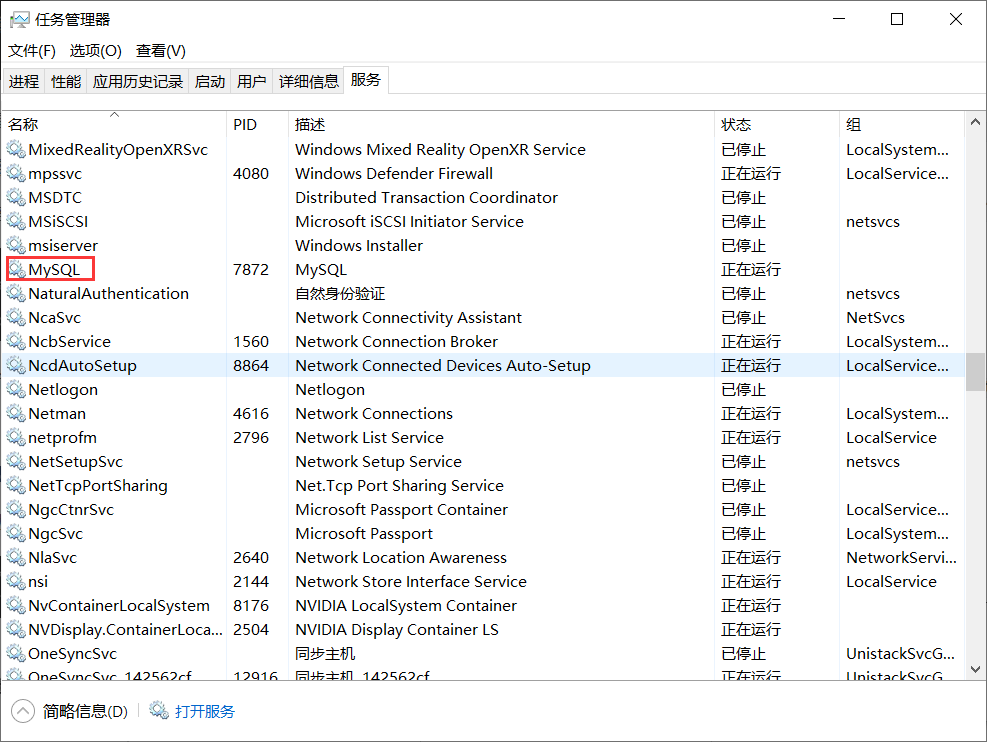 任务管理器
文件(F) 选项(O) 查看(V)
进程 性能 应用历史记录 启动 用户 详细信息 服务
名称 PID 描述 状态 组
MixedRealityOpenXRSvc Windows Mixed Reality OpenXR Service 已停止 LocalSystem...
mpssvc 4080 Windows Defender Firewall 正在运行 LocalService...
MSDTC Distributed Transaction Coordinator 已停止
MSiSCSI Microsoft iSCSI Initiator Service 已停止 netsvcs
msiserver Windows Installer 已停止
MySQL 7872 MySQL 正在运行
NaturalAuthentication 自然身份验证 已停止 netsvcs
NcaSvc Network Connectivity Assistant 已停止 NetSvcs
NcbService 1560 Network Connection Broker 正在运行 LocalSystem...
NcdAutoSetup 8864 Network Connected Devices Auto-Setup 正在运行 LocalService...
Netlogon Netlogon 已停止
Netman 4616 Network Connections 正在运行 LocalSystem...
netprofm 2796 Network List Service 正在运行 LocalService
NetSetupSvc Network Setup Service 已停止 netsvcs
NetTcpPortSharing Net.Tcp Port Sharing Service 已停止
NgcCtnrSvc Microsoft Passport Container 已停止 LocalService...
NgcSvc Microsoft Passport 已停止 LocalSystem...
NlaSvc 2640 Network Location Awareness 正在运行 NetworkServi...
nsi 2144 Network Store Interface Service 正在运行 LocalService
NvContainerLocalSystem 8176 NVIDIA LocalSystem Container 正在运行
NVDisplay.ContainerLoca... 2504 NVIDIA Display Container LS 正在运行
OneSyncSvc 同步主机 已停止 UnistackSvcG...
OneSyncSvc_142562cf 12916 同步主机_142562cf 正在运行 UnistackSvcG...
简略信息(D) 打开服务